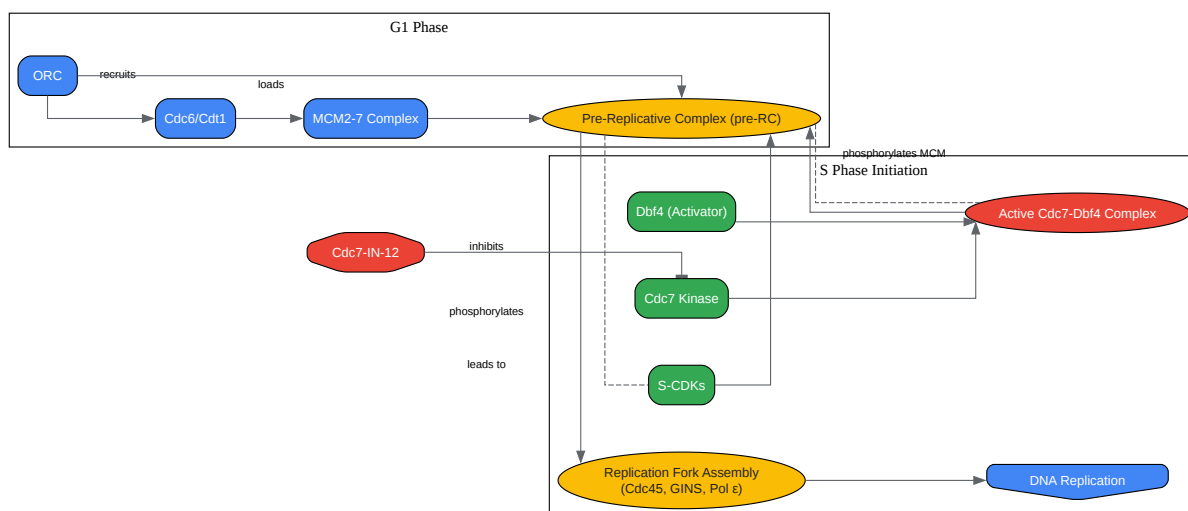 G1 Phase
ORC
recruits
loads
Cdc6/Cdt1
MCM2-7 Complex
Pre-Replicative Complex (pre-RC)
phosphorylates MCM
S Phase Initiation
Dbf4 (Activator)
Active Cdc7-Dbf4 Complex
Cdc7-IN-12
inhibits
Cdc7 Kinase
phosphorylates
leads to
S-CDKs
Replication Fork Assembly
(Cdc45, GINS, Pol ε)
DNA Replication